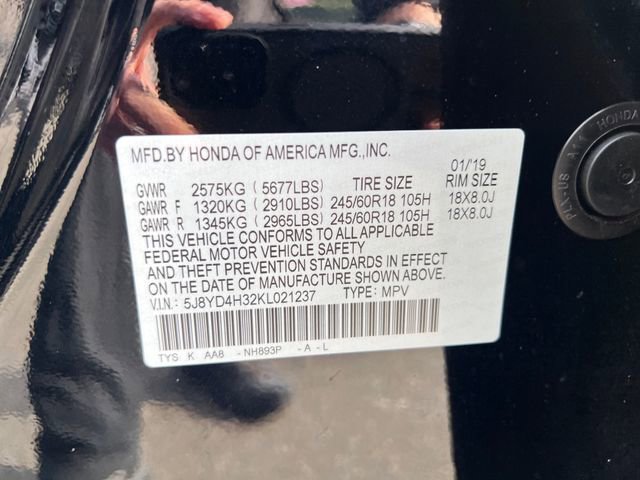 MFD.BY HONDA OF AMERICA MFG.,INC.
01/'19
GWR 2575KG ( 5677LBS) TIRE SIZE RIM SIZE
GAWR F 1320KG ( 2910LBS) 245/60R18 105H 18X8.0J
GAWR R 1345KG ( 2965LBS) 245/60R18 105H 18X8.0J
THIS VEHICLE CONFORMS TO ALL APPLICABLE
FEDERAL MOTOR VEHICLE SAFETY
AND THEFT PREVENTION STANDARDS IN EFFECT
ON THE DATE OF MANUFACTURE SHOWN ABOVE.
V.I.N.: 5J8YD4H32KL021237 TYPE: MPV
TYS K AA8 -NH893P -A -L
HONDA A11